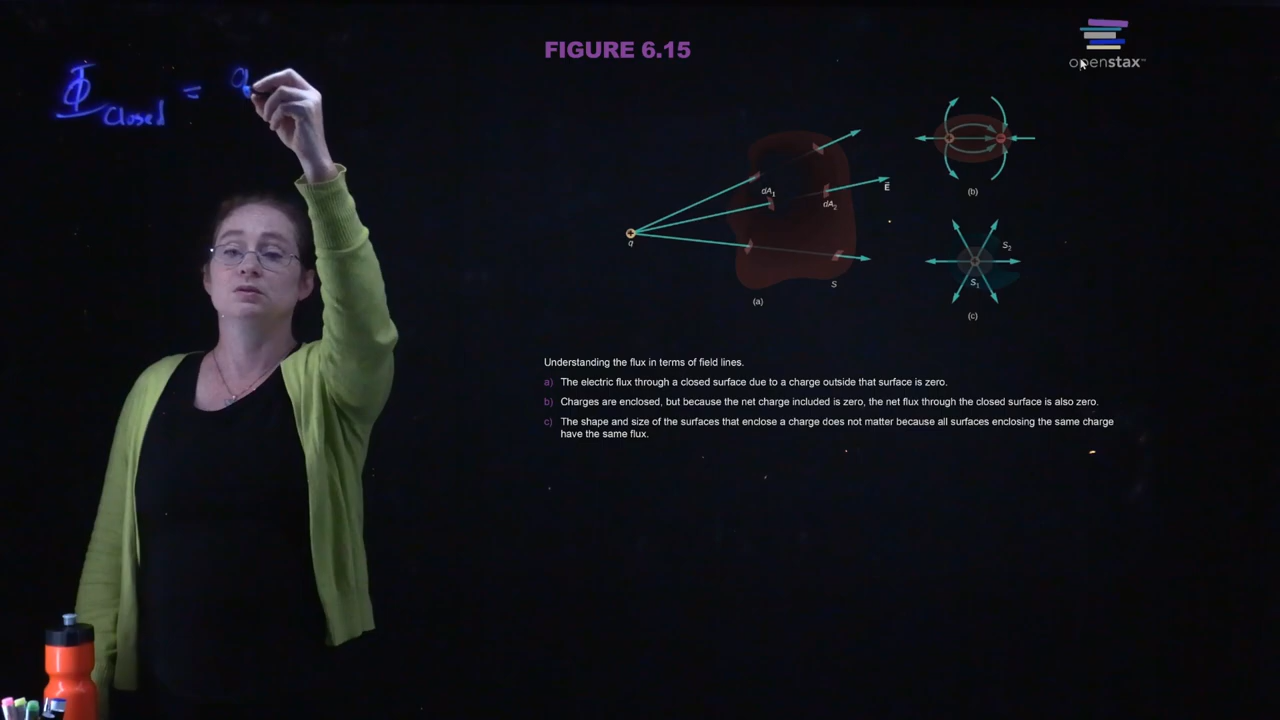 Φ Closed = q
FIGURE 6.15
openstax™
q
dA1
dA2
E
S
(a)
(b)
S2
S1
(c)
Understanding the flux in terms of field lines.
a) The electric flux through a closed surface due to a charge outside that surface is zero.
b) Charges are enclosed, but because the net charge included is zero, the net flux through the closed surface is also zero.
c) The shape and size of the surfaces that enclose a charge does not matter because all surfaces enclosing the same charge
have the same flux.